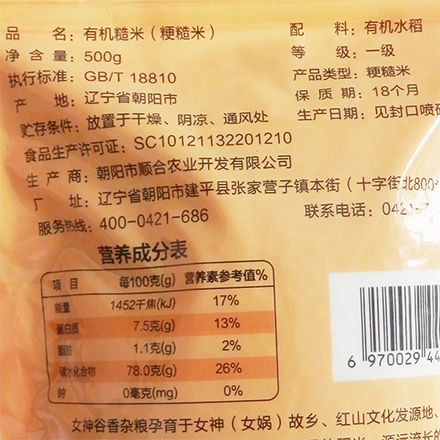 品 名：有机糙米（粳糙米） 配 料：有机水稻
净 含 量：500g 等 级：一级
执行标准：GB/T 18810 产品类型：粳糙米
产 地：辽宁省朝阳市 保 质 期：18个月
贮存条件：放置于干燥、阴凉、通风处 生产日期：见封口喷码
食品生产许可证：SC10121132201210
生 产 商：朝阳市顺合农业开发有限公司
厂 址：辽宁省朝阳市建平县张家营子镇本街（十字街北800
服务热线：400-0421-686 联系电话：0421-7
营养成分表
项目 每100克(g) 营养素参考值%
能量 1452千焦(kJ) 17%
蛋白质 7.5克(g) 13%
脂肪 1.1克(g) 2%
碳水化合物 78.0克(g) 26%
钠 0毫克(mg) 0%
6 970029 44
女神谷香杂粮孕育于女神（女娲）故乡、红山文化发源地、